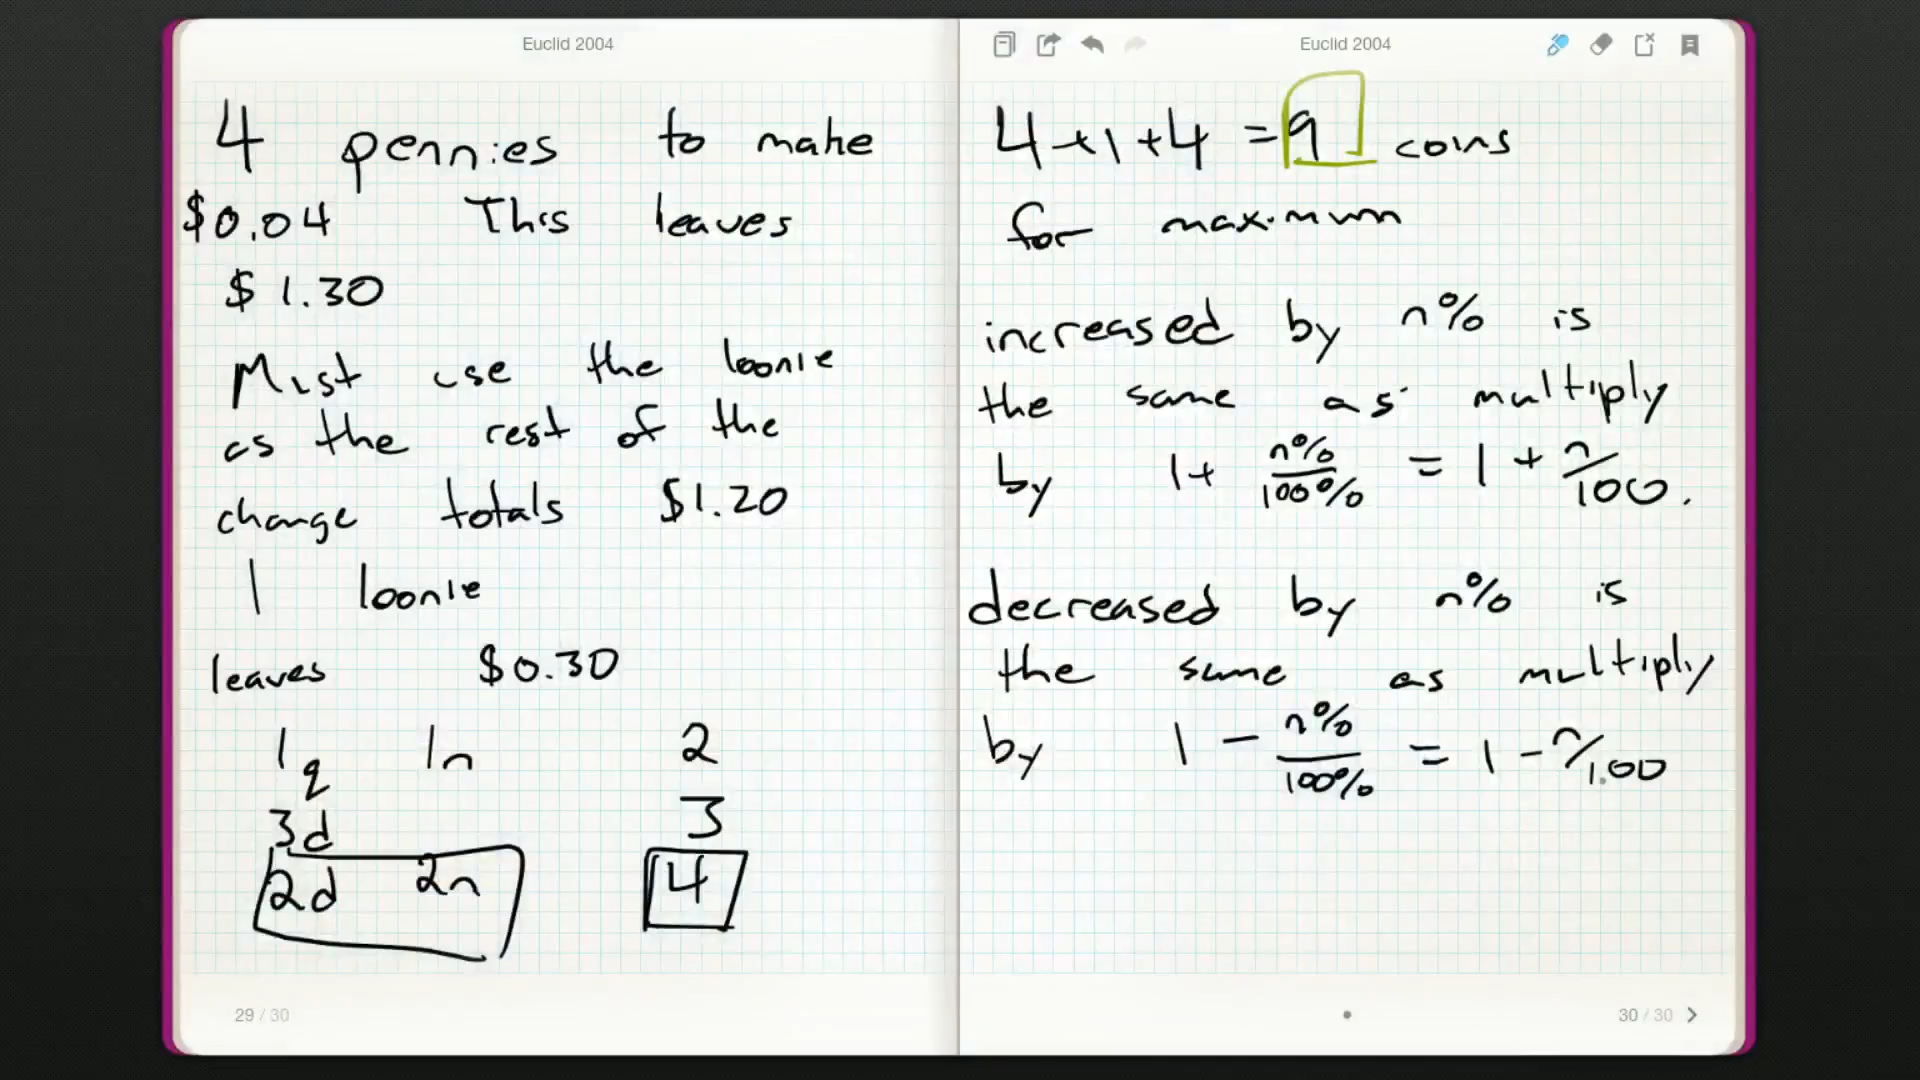 Euclid 2004
4 pennies to make
$0.04 This leaves
$1.30
Must use the loonie
as the rest of the
change totals $1.20
1 loonie
leaves $0.30
1q 1n 2
3d 3
2d 2n 4
29 / 30
Euclid 2004
4+1+4 = 9 coins
for maximum
increased by n% is
the same as multiply
by 1+ n%/100% = 1 + n/100.
decreased by n% is
the same as multiply
by 1 - n%/100% = 1 - n/100
30 / 30